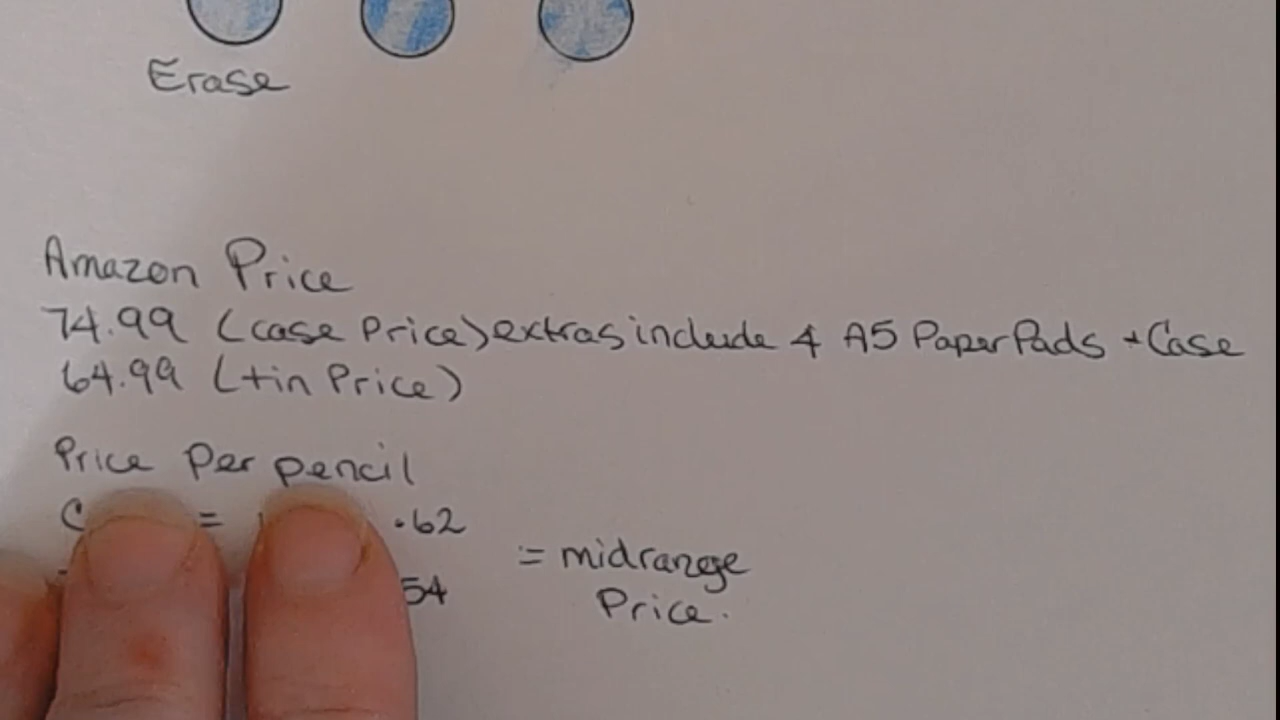 Erase
Amazon Price
74.99 (case Price) extras include 4 A5 Paper Pads + Case
64.99 (tin Price)
Price Per pencil
= .62
54
= midrange
Price.